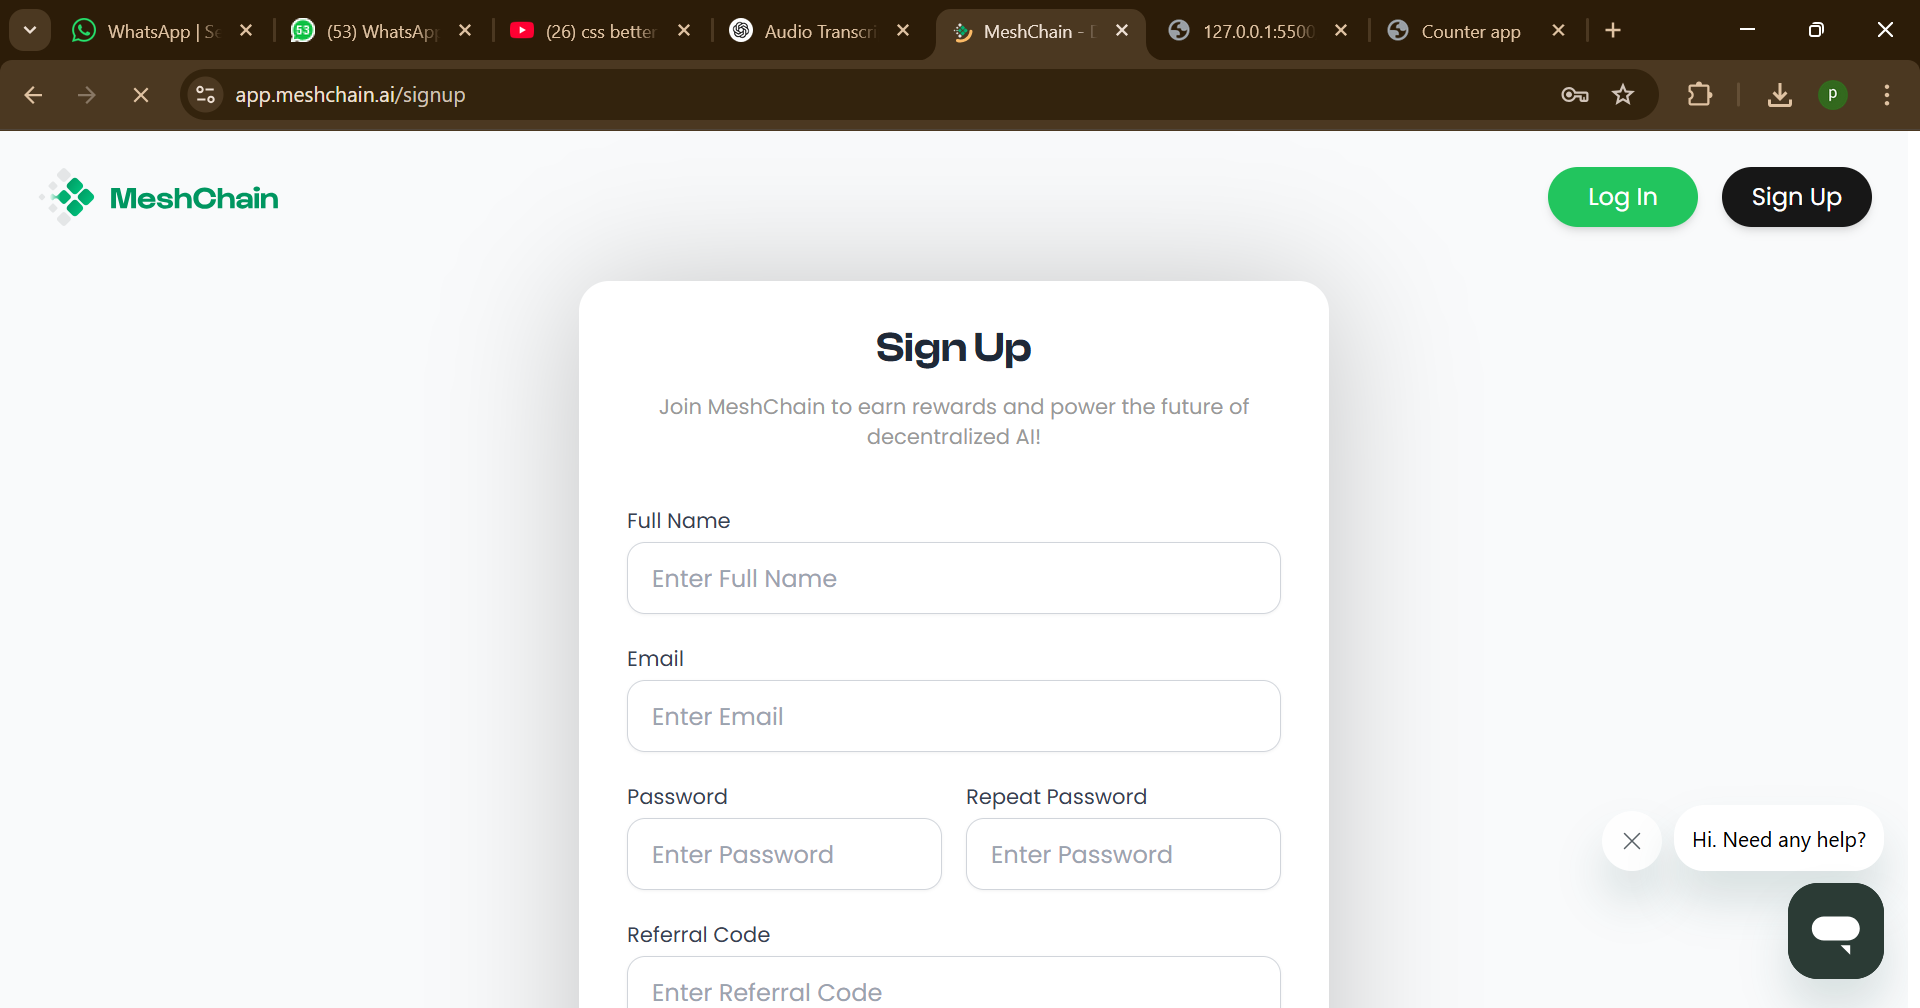 WhatsApp | Se
53
(53) WhatsApp
(26) css better
Audio Transcri
MeshChain - D
127.0.0.1:5500
Counter app
app.meshchain.ai/signup
p
MeshChain
Log In
Sign Up
Sign Up
Join MeshChain to earn rewards and power the future of
decentralized AI!
Full Name
Enter Full Name
Email
Enter Email
Password
Repeat Password
Enter Password
Enter Password
Hi. Need any help?
Referral Code
Enter Referral Code